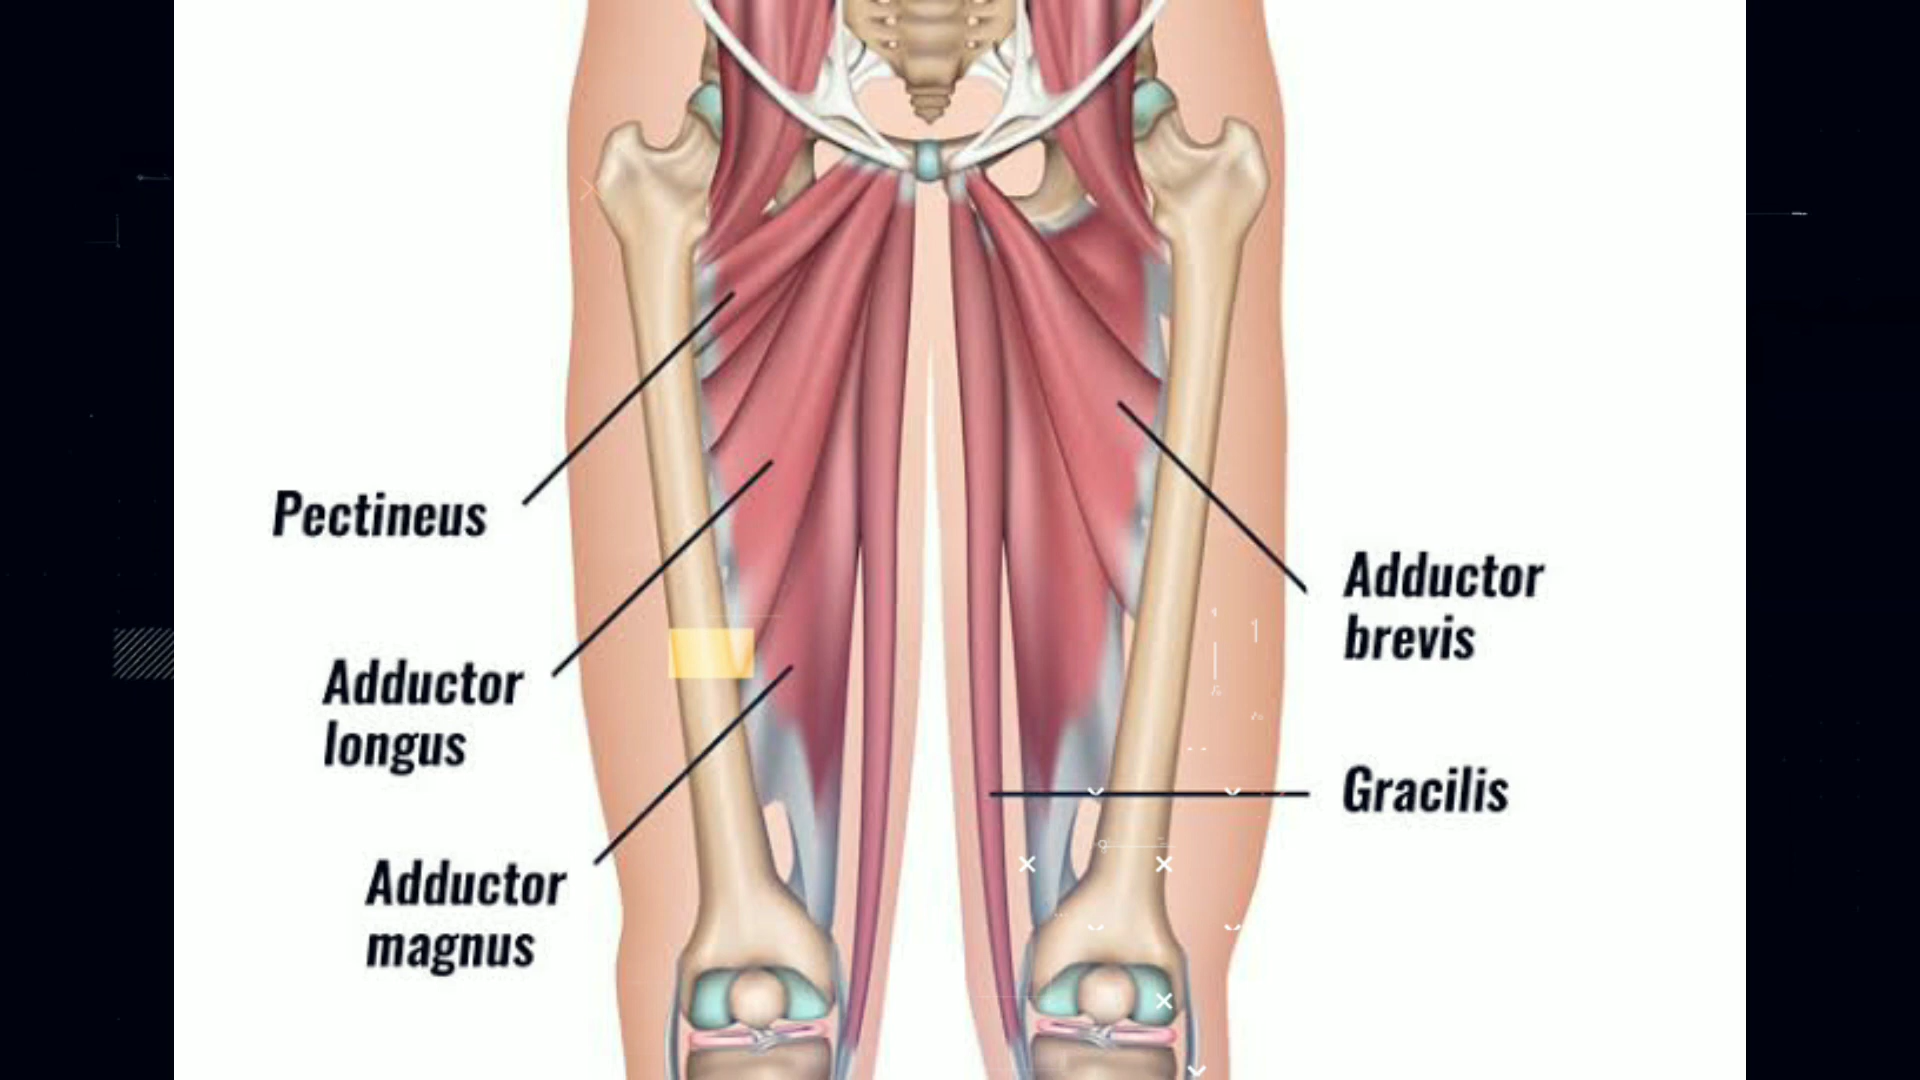 Pectineus
Adductor
longus
Adductor
magnus
Adductor
brevis
Gracilis